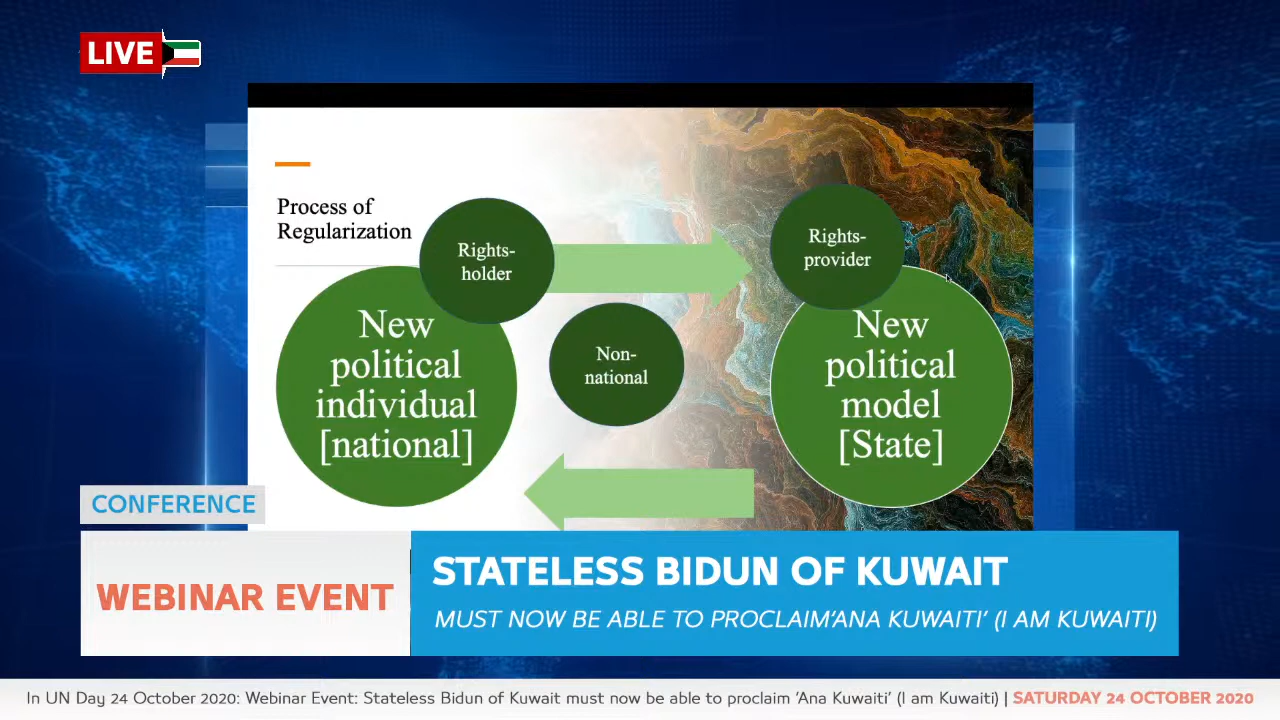 LIVE
Process of
Regularization
Rights-
holder
Rights-
provider
New
political
individual
[national]
Non-
national
New
political
model
[State]
CONFERENCE
WEBINAR EVENT
STATELESS BIDUN OF KUWAIT
MUST NOW BE ABLE TO PROCLAIM‘ANA KUWAITI’ (I AM KUWAITI)
In UN Day 24 October 2020: Webinar Event: Stateless Bidun of Kuwait must now be able to proclaim ‘Ana Kuwaiti’ (I am Kuwaiti) | SATURDAY 24 OCTOBER 2020